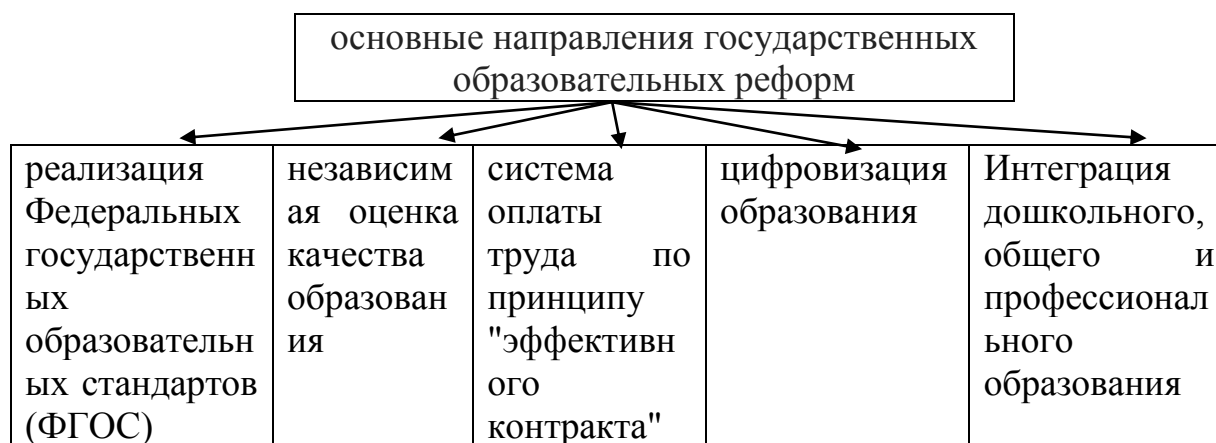 основные направления государственных
образовательных реформ
реализация
Федеральных
государственн
ых
образовательн
ых стандартов
(ФГОС)
независим
ая оценка
качества
образован
ия
система
оплаты
труда по
принципу
"эффективн
ого
контракта"
цифровизация
образования
Интеграция
дошкольного,
общего и
профессионал
ьного
образования